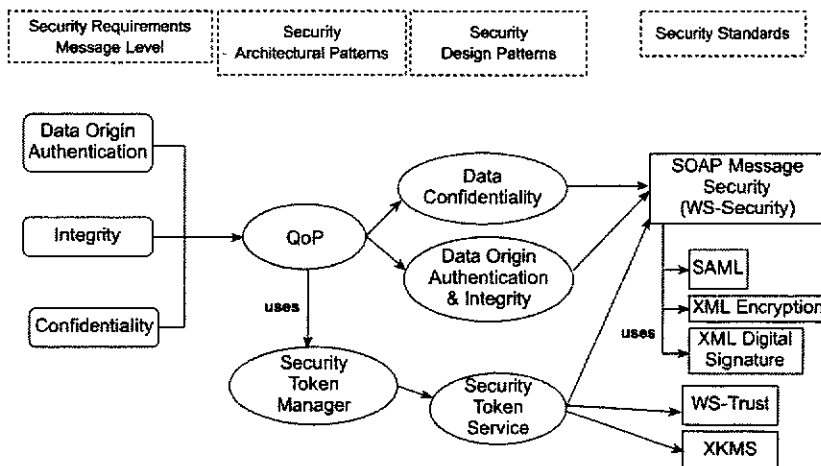 Security Requirements
Message Level
Security
Architectural Patterns
Security
Design Patterns
Security Standards
Data Origin
Authentication
Integrity
Confidentiality
QoP
uses
Security
Token
Manager
Data
Confidentiality
Data Origin
Authentication
& Integrity
Security
Token
Service
SOAP Message
Security
(WS-Security)
SAML
XML Encryption
uses
XML Digital
Signature
WS-Trust
XKMS